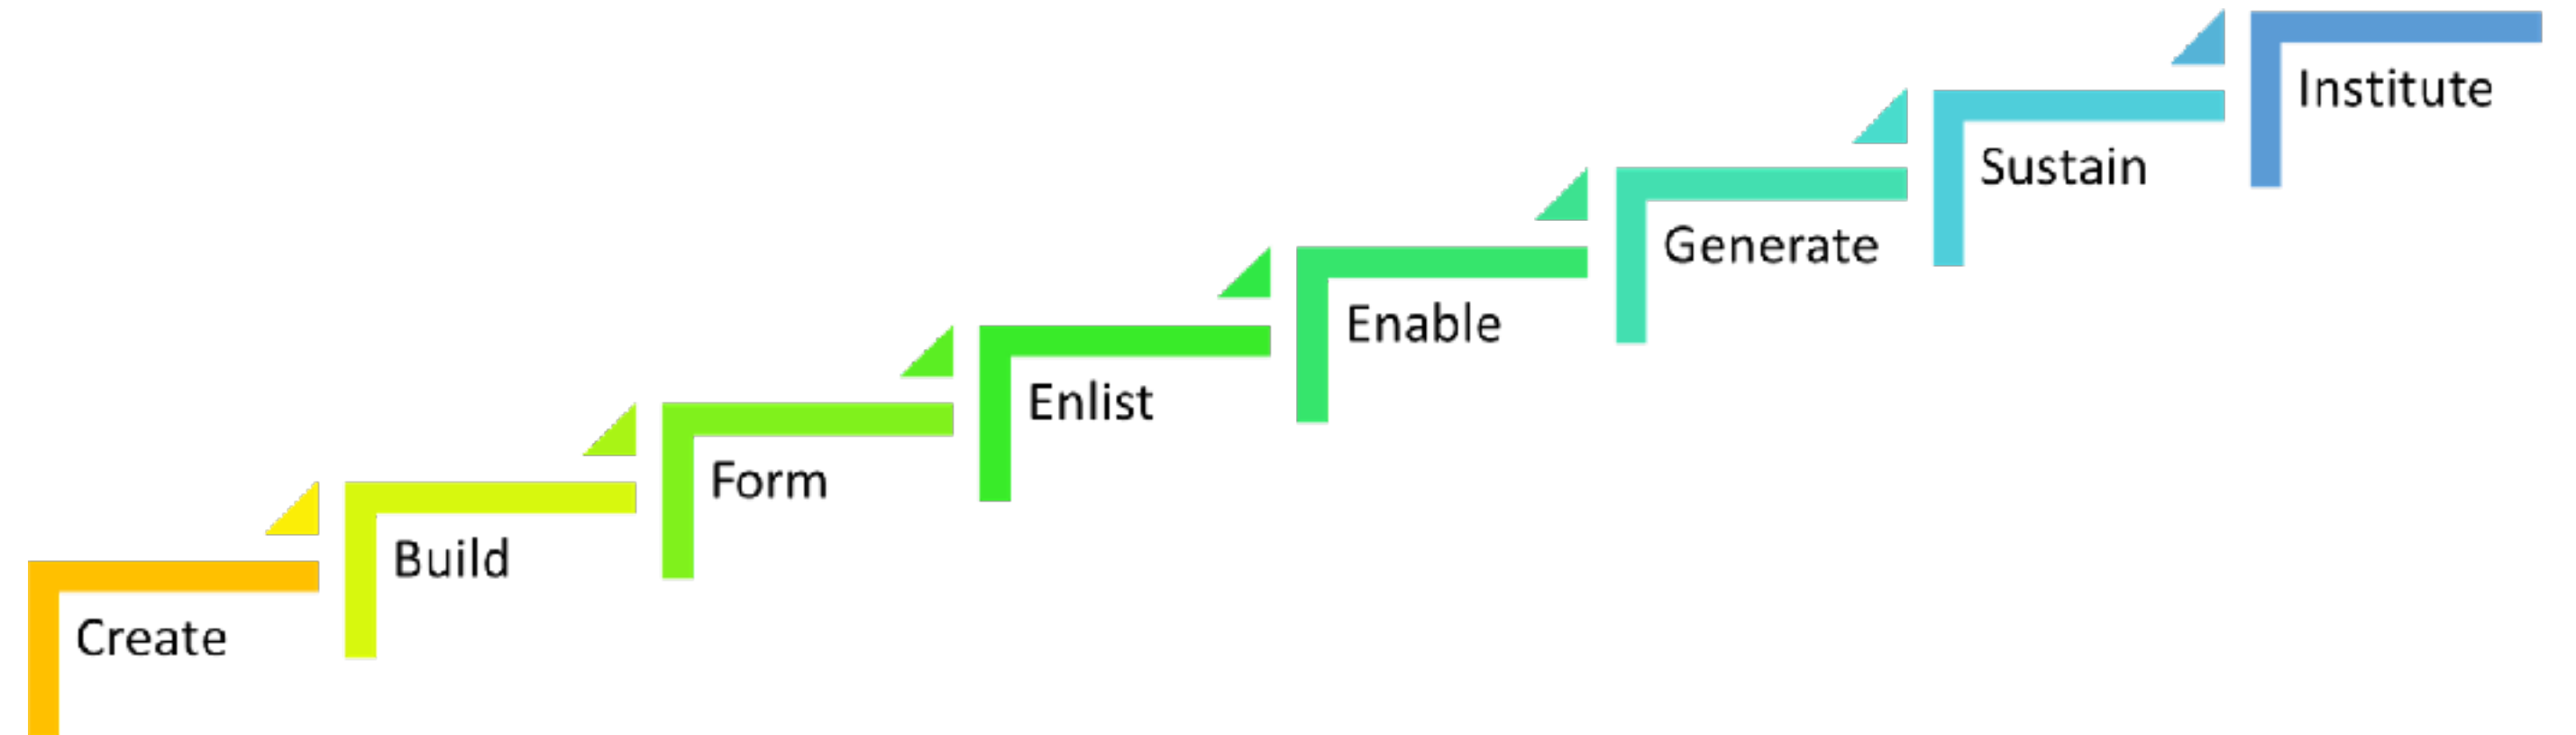 Create
Build
Form
Enlist
Enable
Generate
Sustain
Institute